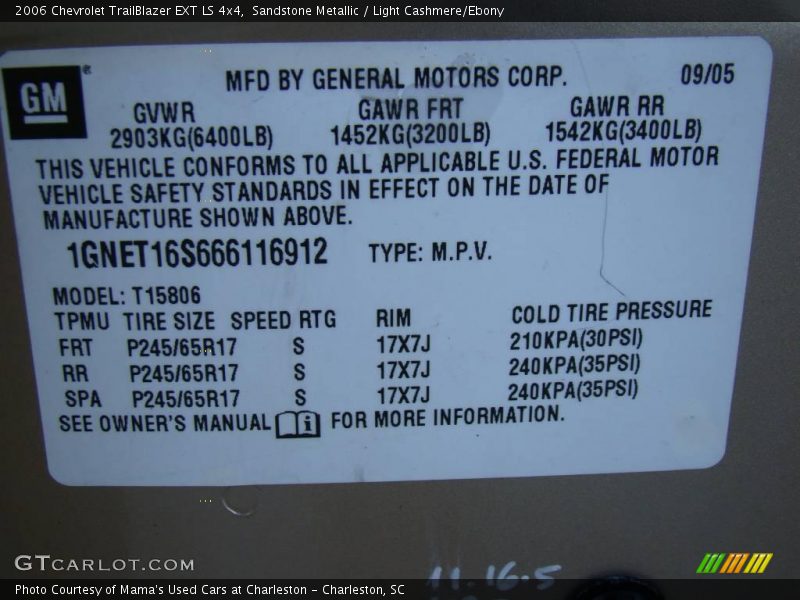 2006 Chevrolet TrailBlazer EXT LS 4x4, Sandstone Metallic / Light Cashmere/Ebony
GM®
MFD BY GENERAL MOTORS CORP. 09/05
GVWR GAWR FRT GAWR RR
2903KG(6400LB) 1452KG(3200LB) 1542KG(3400LB)
THIS VEHICLE CONFORMS TO ALL APPLICABLE U.S. FEDERAL MOTOR
VEHICLE SAFETY STANDARDS IN EFFECT ON THE DATE OF
MANUFACTURE SHOWN ABOVE.
1GNET16S666116912 TYPE: M.P.V.
MODEL: T15806
TPMU TIRE SIZE SPEED RTG RIM COLD TIRE PRESSURE
FRT P245/65R17 S 17X7J 210KPA(30PSI)
RR P245/65R17 S 17X7J 240KPA(35PSI)
SPA P245/65R17 S 17X7J 240KPA(35PSI)
SEE OWNER'S MANUAL i FOR MORE INFORMATION.
11.16.5
GTCARLOT.COM
Photo Courtesy of Mama's Used Cars at Charleston - Charleston, SC